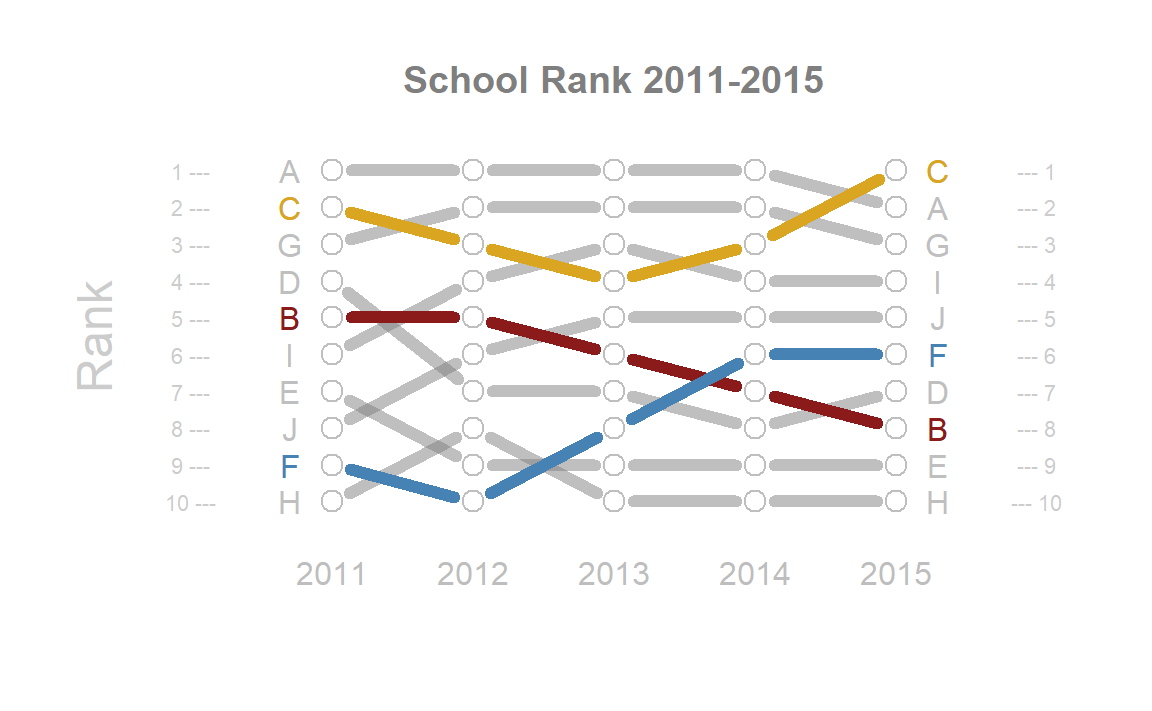 School Rank 2011-2015
Rank
1 --- A C --- 1
2 --- C A --- 2
3 --- G G --- 3
4 --- D I --- 4
5 --- B J --- 5
6 --- I F --- 6
7 --- E D --- 7
8 --- J B --- 8
9 --- F E --- 9
10 --- H H --- 10
2011 2012 2013 2014 2015